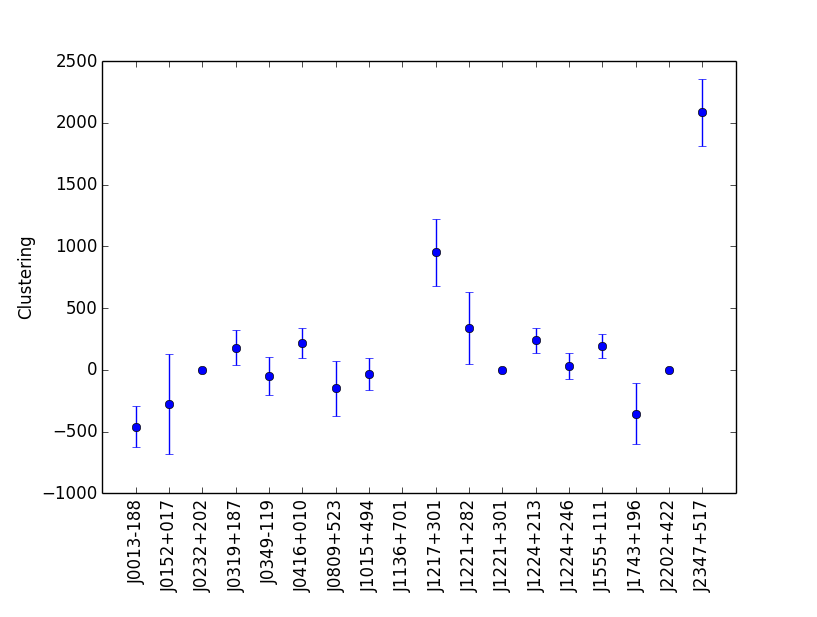 2500
2000
1500
1000
500
0
−500
−1000
Clustering
J0013-188
J0152+017
J0232+202
J0319+187
J0349-119
J0416+010
J0809+523
J1015+494
J1136+701
J1217+301
J1221+282
J1221+301
J1224+213
J1224+246
J1555+111
J1743+196
J2202+422
J2347+517